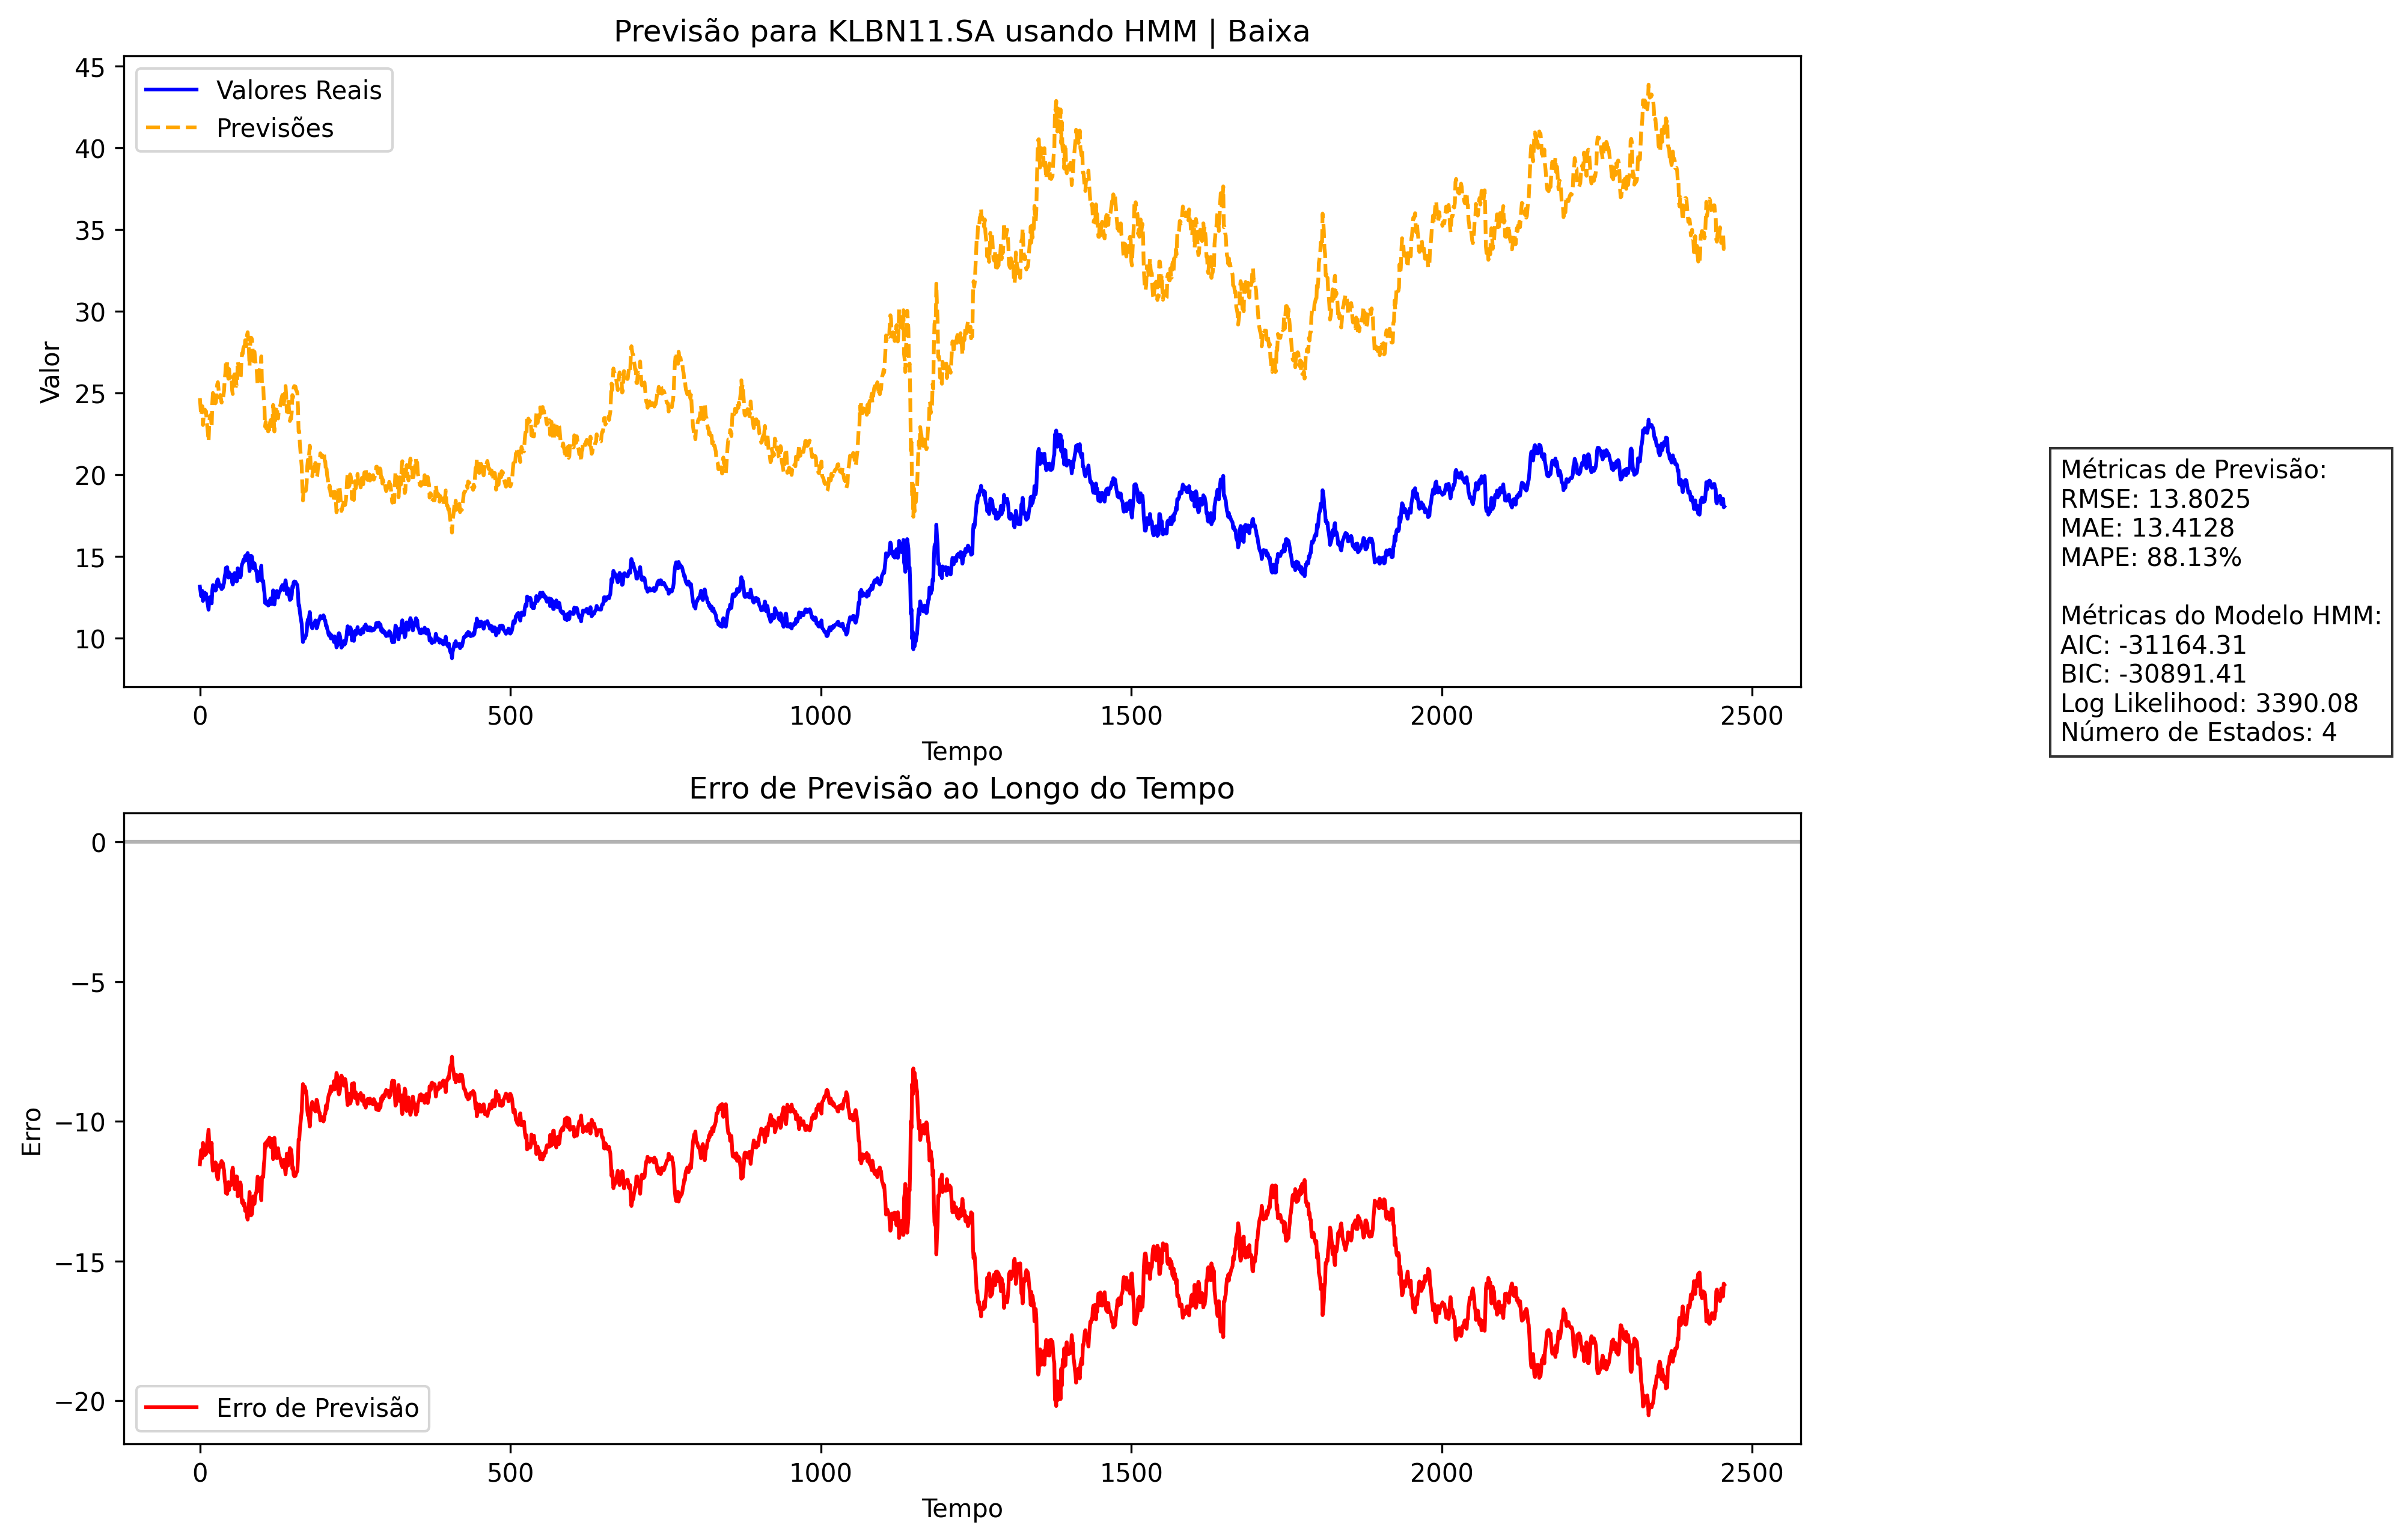 Previsão para KLBN11.SA usando HMM | Baixa
Valores Reais
Previsões
Valor
45
40
35
30
25
20
15
10
0
500
1000
1500
2000
2500
Tempo
Métricas de Previsão:
RMSE: 13.8025
MAE: 13.4128
MAPE: 88.13%
Métricas do Modelo HMM:
AIC: -31164.31
BIC: -30891.41
Log Likelihood: 3390.08
Número de Estados: 4
Erro de Previsão ao Longo do Tempo
Erro
0
−5
−10
−15
−20
Erro de Previsão
0
500
1000
1500
2000
2500
Tempo